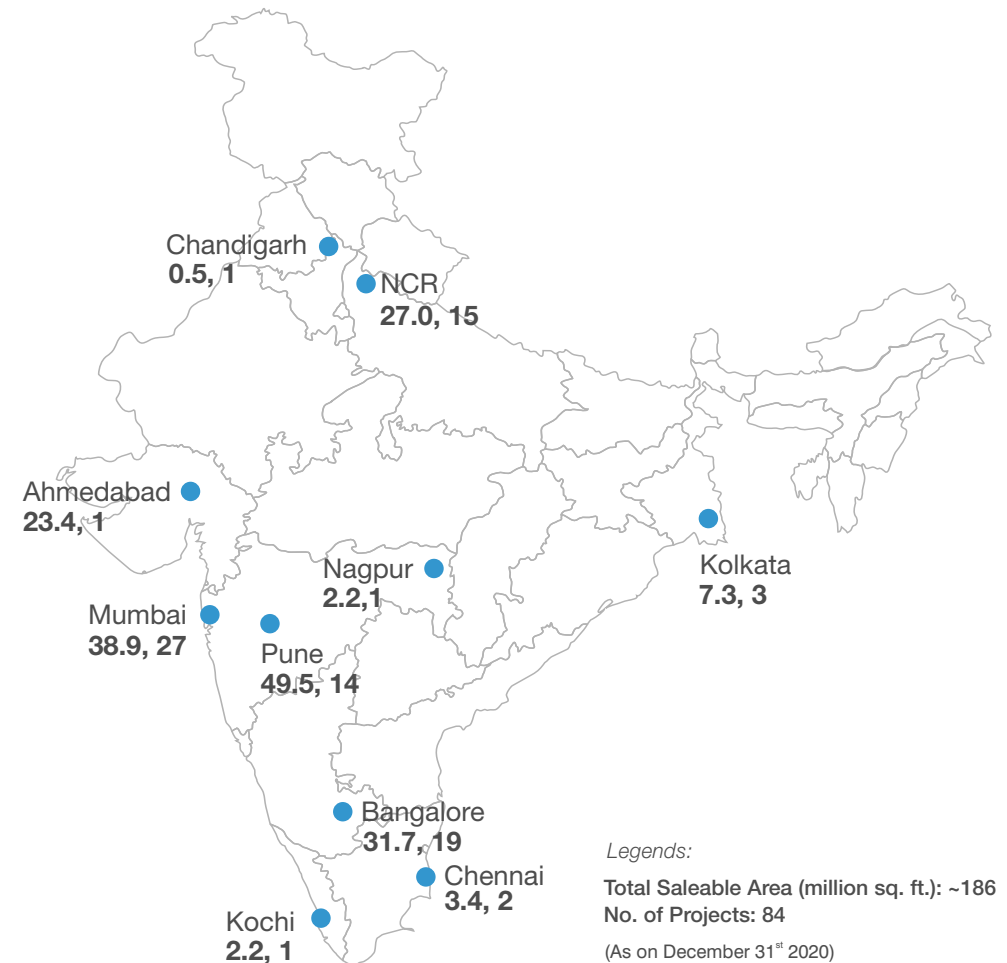 Chandigarh
0.5, 1
NCR
27.0, 15
Ahmedabad
23.4, 1
Nagpur
2.2,1
Kolkata
7.3, 3
Mumbai
38.9, 27
Pune
49.5, 14
Bangalore
31.7, 19
Chennai
3.4, 2
Kochi
2.2, 1
Legends:
Total Saleable Area (million sq. ft.): ~186
No. of Projects: 84
(As on December 31st 2020)